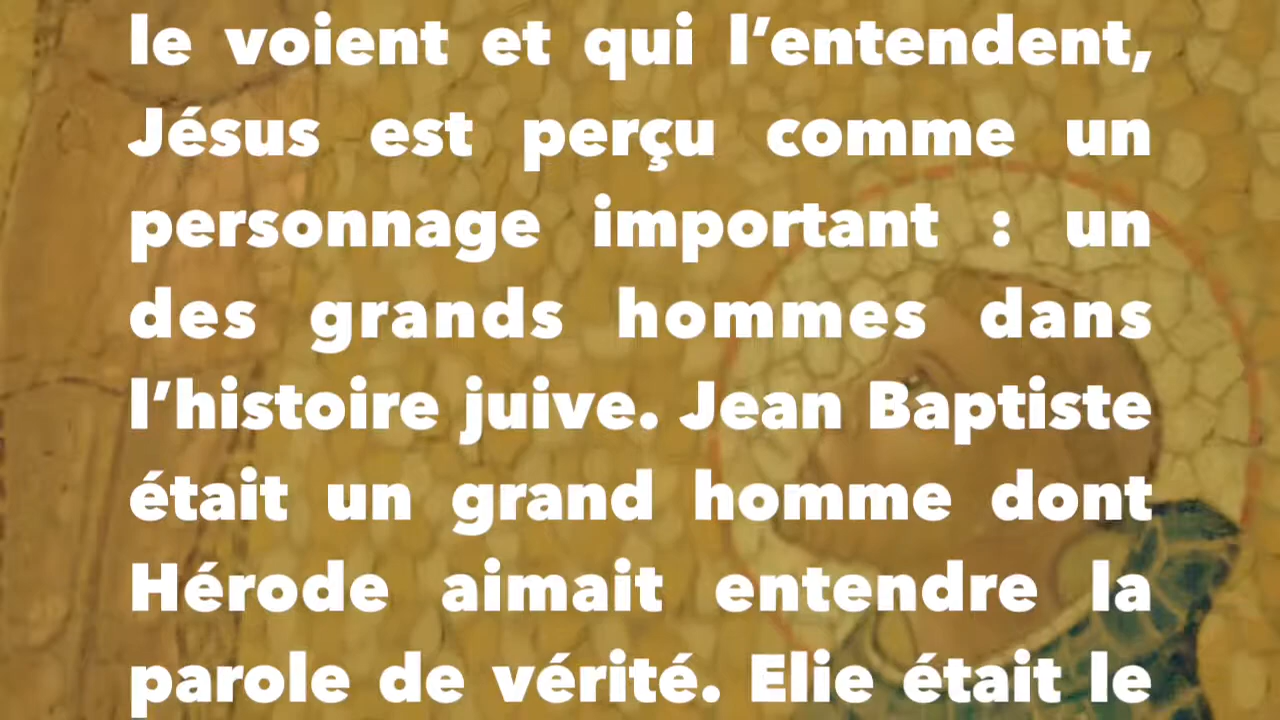 le voient et qui l’entendent,
Jésus est perçu comme un
personnage important : un
des grands hommes dans
l’histoire juive. Jean Baptiste
était un grand homme dont
Hérode aimait entendre la
parole de vérité. Elie était le